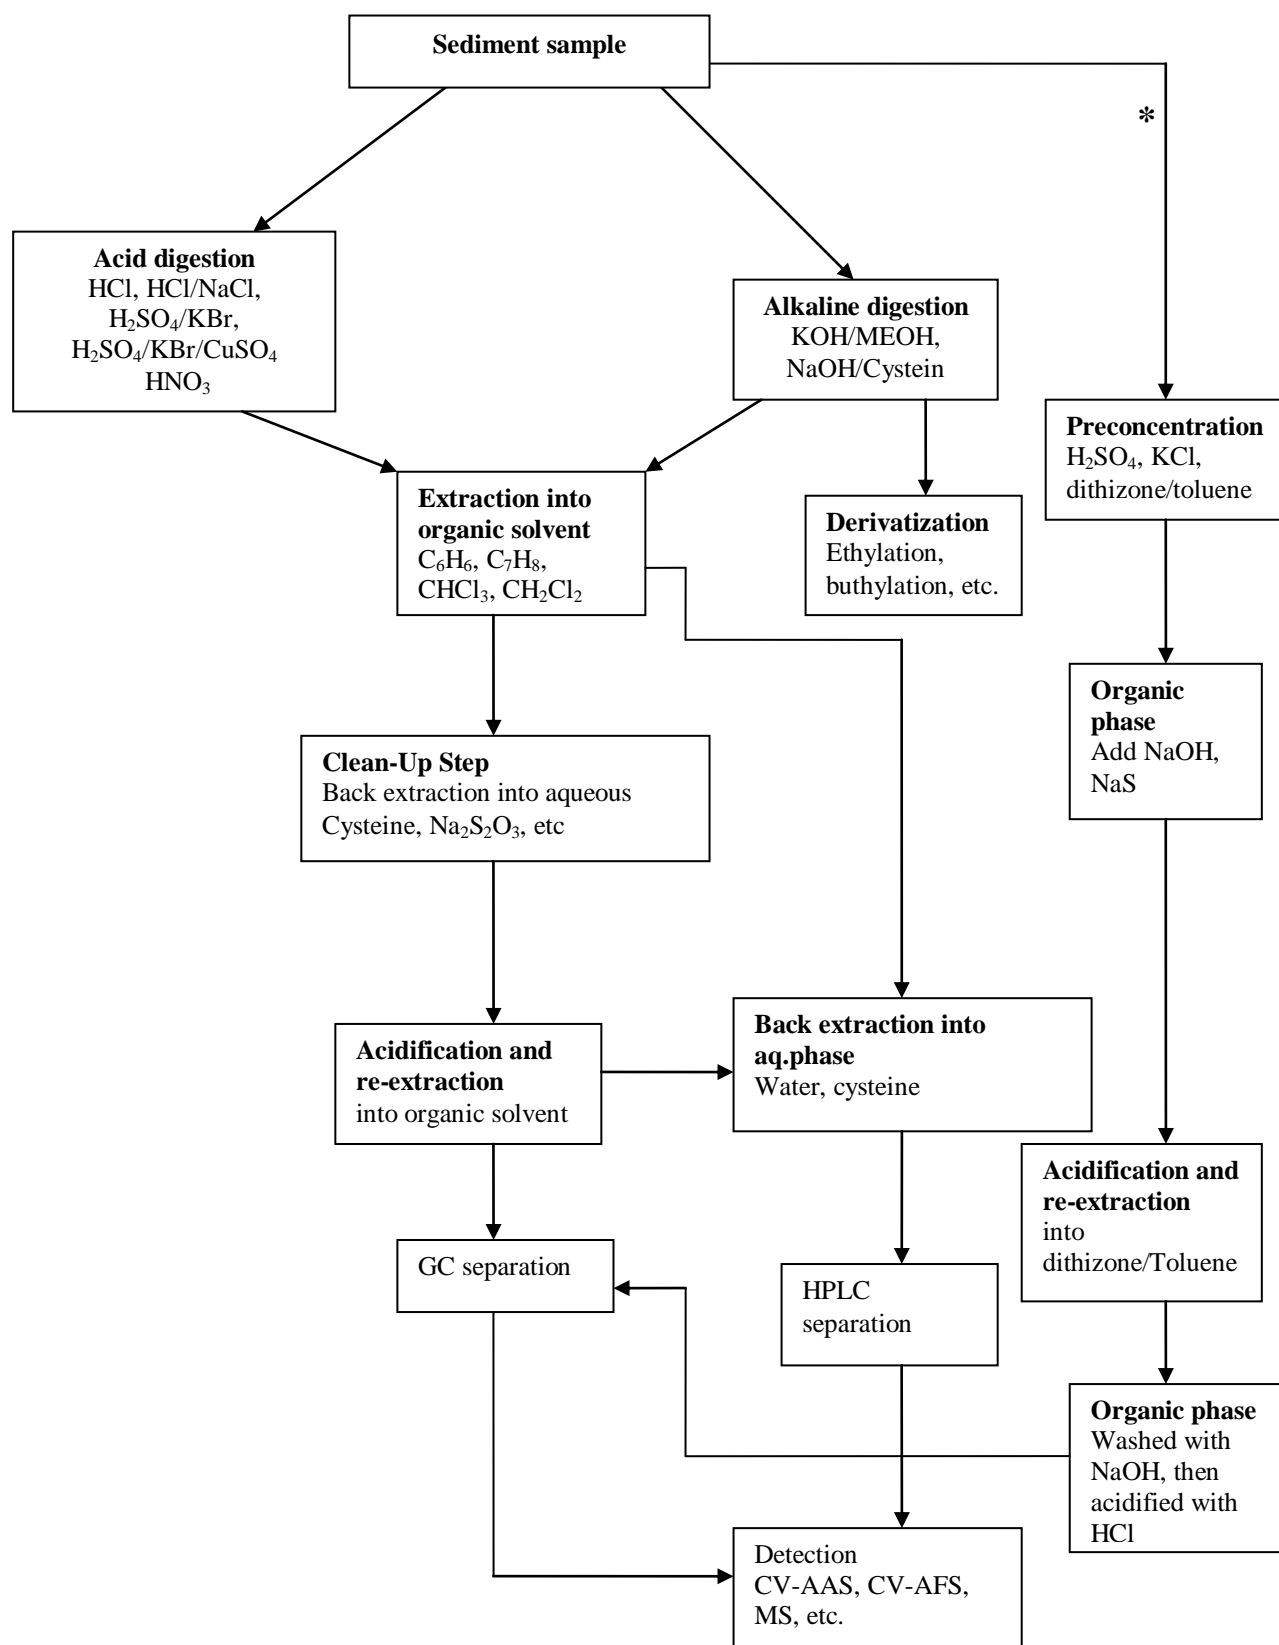 Sediment sample
*
Acid digestion
HCl, HCl/NaCl,
H₂SO₄/KBr,
H₂SO₄/KBr/CuSO₄
HNO₃
Alkaline digestion
KOH/MEOH,
NaOH/Cystein
Preconcentration
H₂SO₄, KCl,
dithizone/toluene
Extraction into
organic solvent
C₆H₆, C₇H₈,
CHCl₃, CH₂Cl₂
Derivatization
Ethylation,
buthylation, etc.
Organic
phase
Add NaOH,
NaS
Clean-Up Step
Back extraction into aqueous
Cysteine, Na₂S₂O₃, etc
Acidification and
re-extraction
into organic solvent
Back extraction into
aq.phase
Water, cysteine
Acidification and
re-extraction
into
dithizone/Toluene
GC separation
HPLC
separation
Organic phase
Washed with
NaOH, then
acidified with
HCl
Detection
CV-AAS, CV-AFS,
MS, etc.